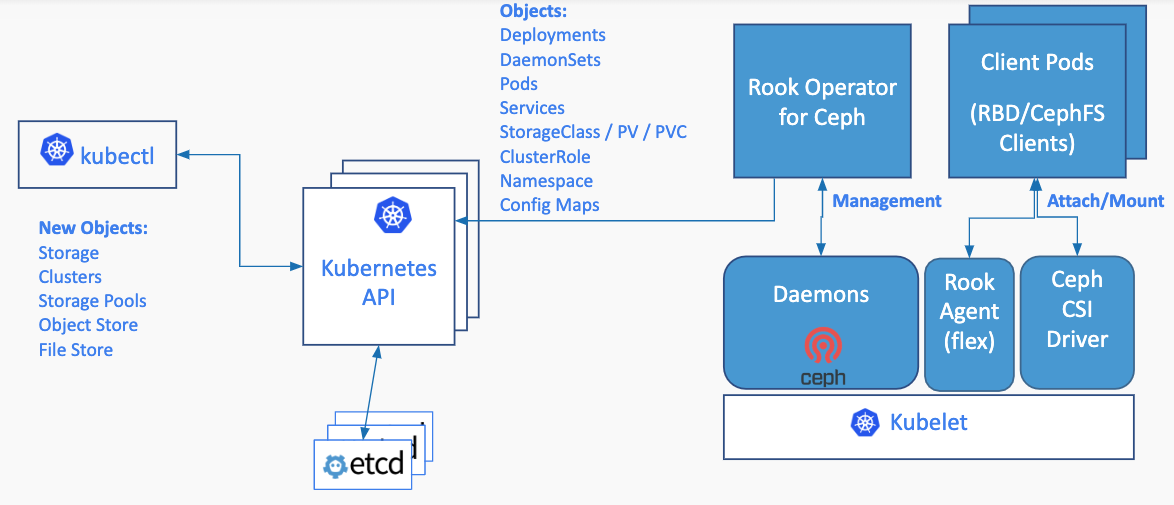 Objects:
Deployments
DaemonSets
Pods
Services
StorageClass / PV / PVC
ClusterRole
Namespace
Config Maps
kubectl
New Objects:
Storage
Clusters
Storage Pools
Object Store
File Store
Kubernetes
API
etcd
Rook Operator
for Ceph
Client Pods
(RBD/CephFS
Clients)
Management
Attach/Mount
Daemons
ceph
Rook
Agent
(flex)
Ceph
CSI
Driver
Kubelet